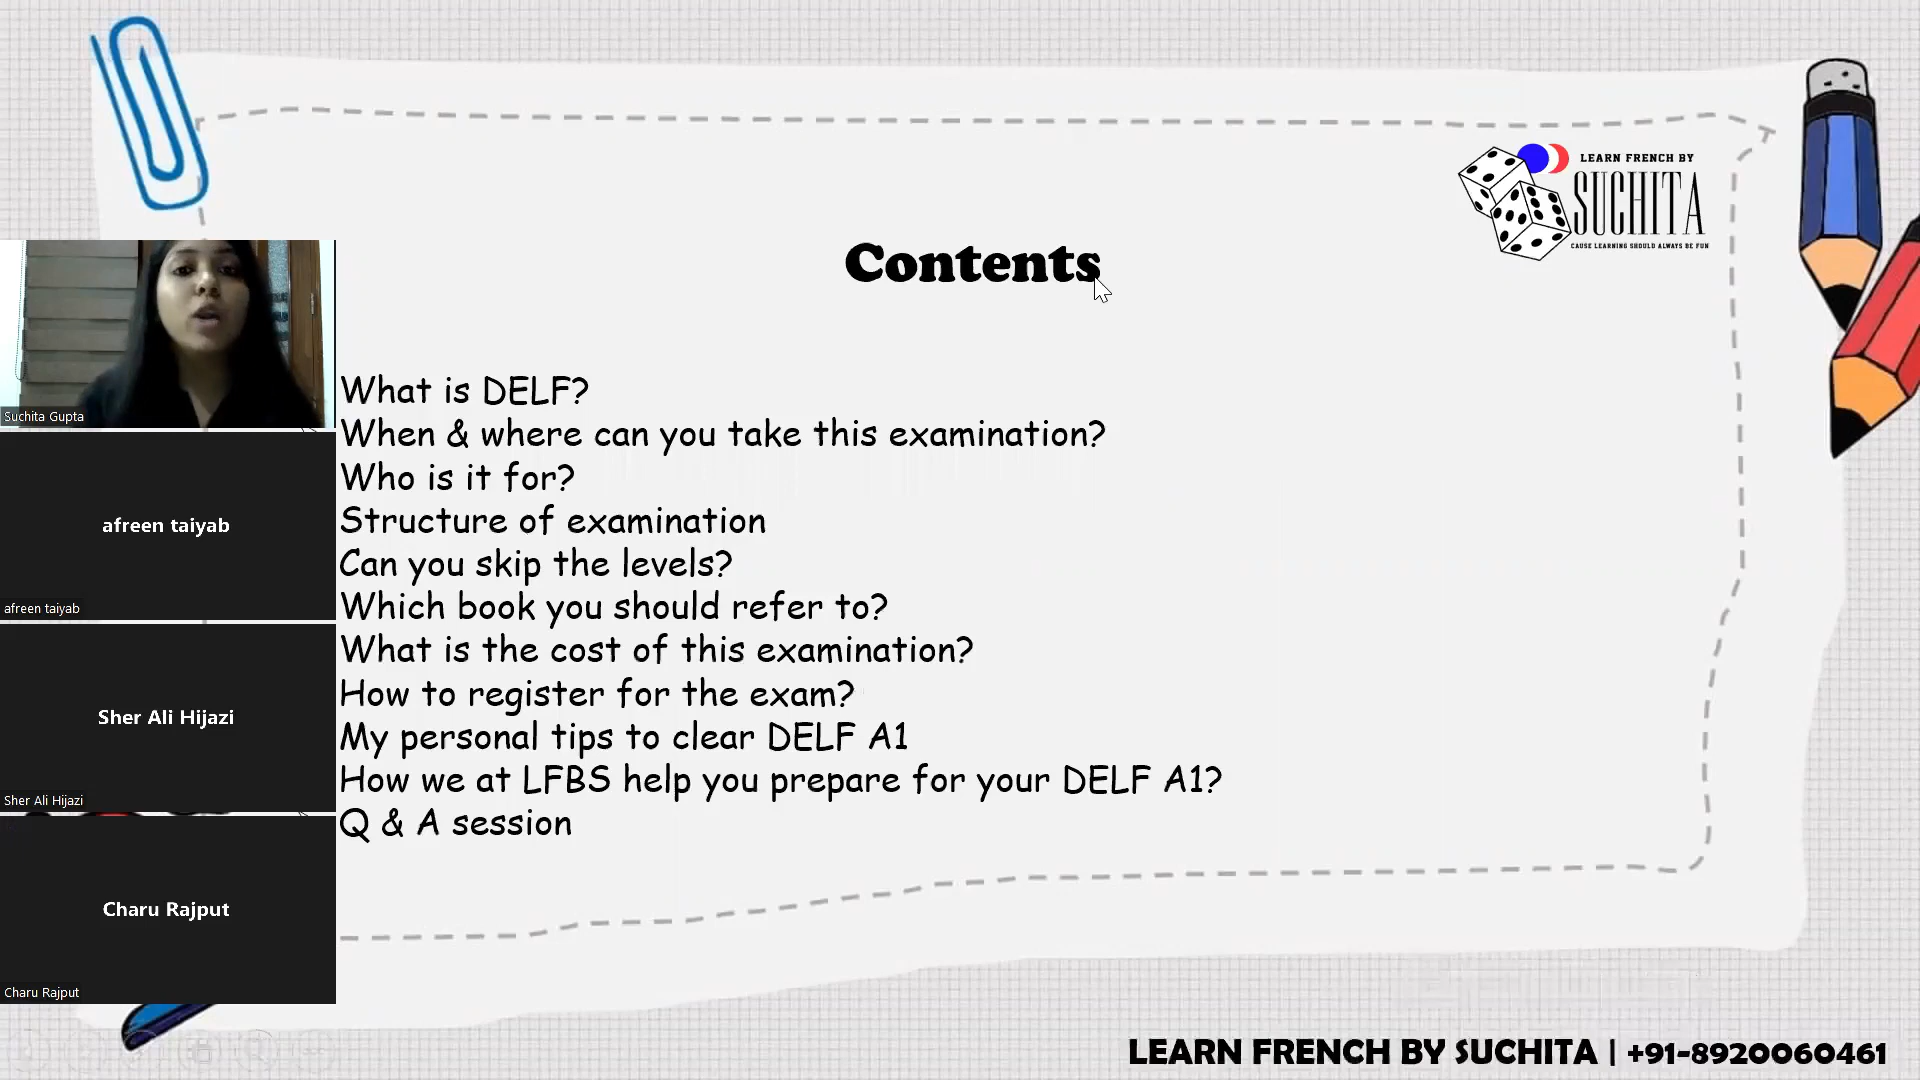 LEARN FRENCH BY
SUCHITA
CAUSE LEARNING SHOULD ALWAYS BE FUN
Contents
What is DELF?
When & where can you take this examination?
Who is it for?
Structure of examination
Can you skip the levels?
Which book you should refer to?
What is the cost of this examination?
How to register for the exam?
My personal tips to clear DELF A1
How we at LFBS help you prepare for your DELF A1?
Q & A session
Suchita Gupta
afreen taiyab
afreen taiyab
Sher Ali Hijazi
Sher Ali Hijazi
Charu Rajput
Charu Rajput
LEARN FRENCH BY SUCHITA | +91-8920060461